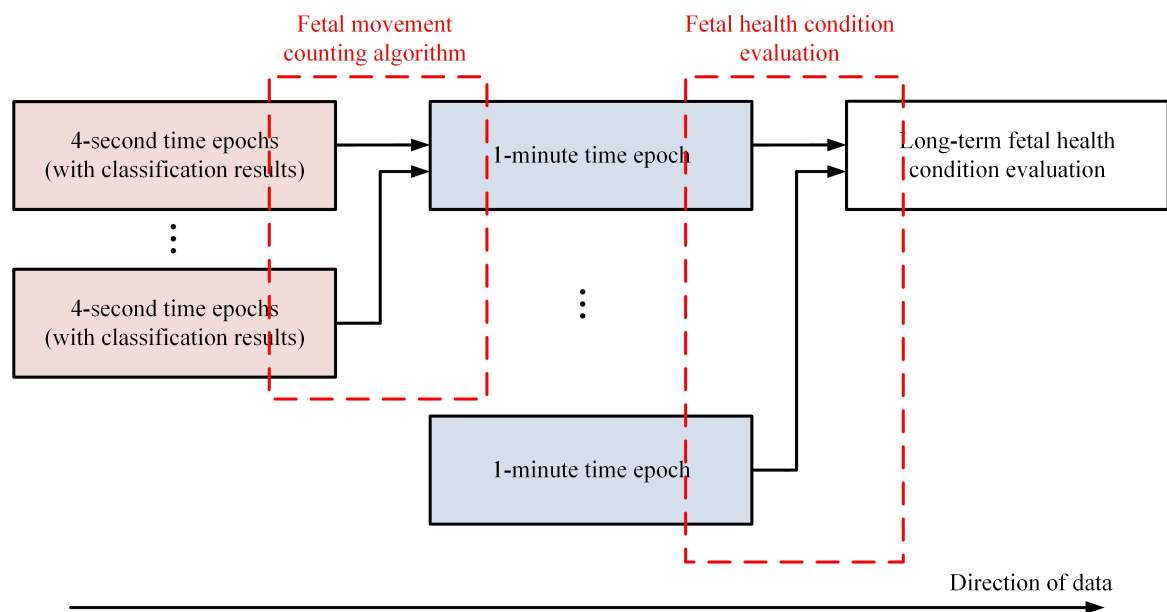 Fetal movement
counting algorithm
Fetal health condition
evaluation
4-second time epochs
(with classification results)
1-minute time epoch
Long-term fetal health
condition evaluation
4-second time epochs
(with classification results)
1-minute time epoch
Direction of data